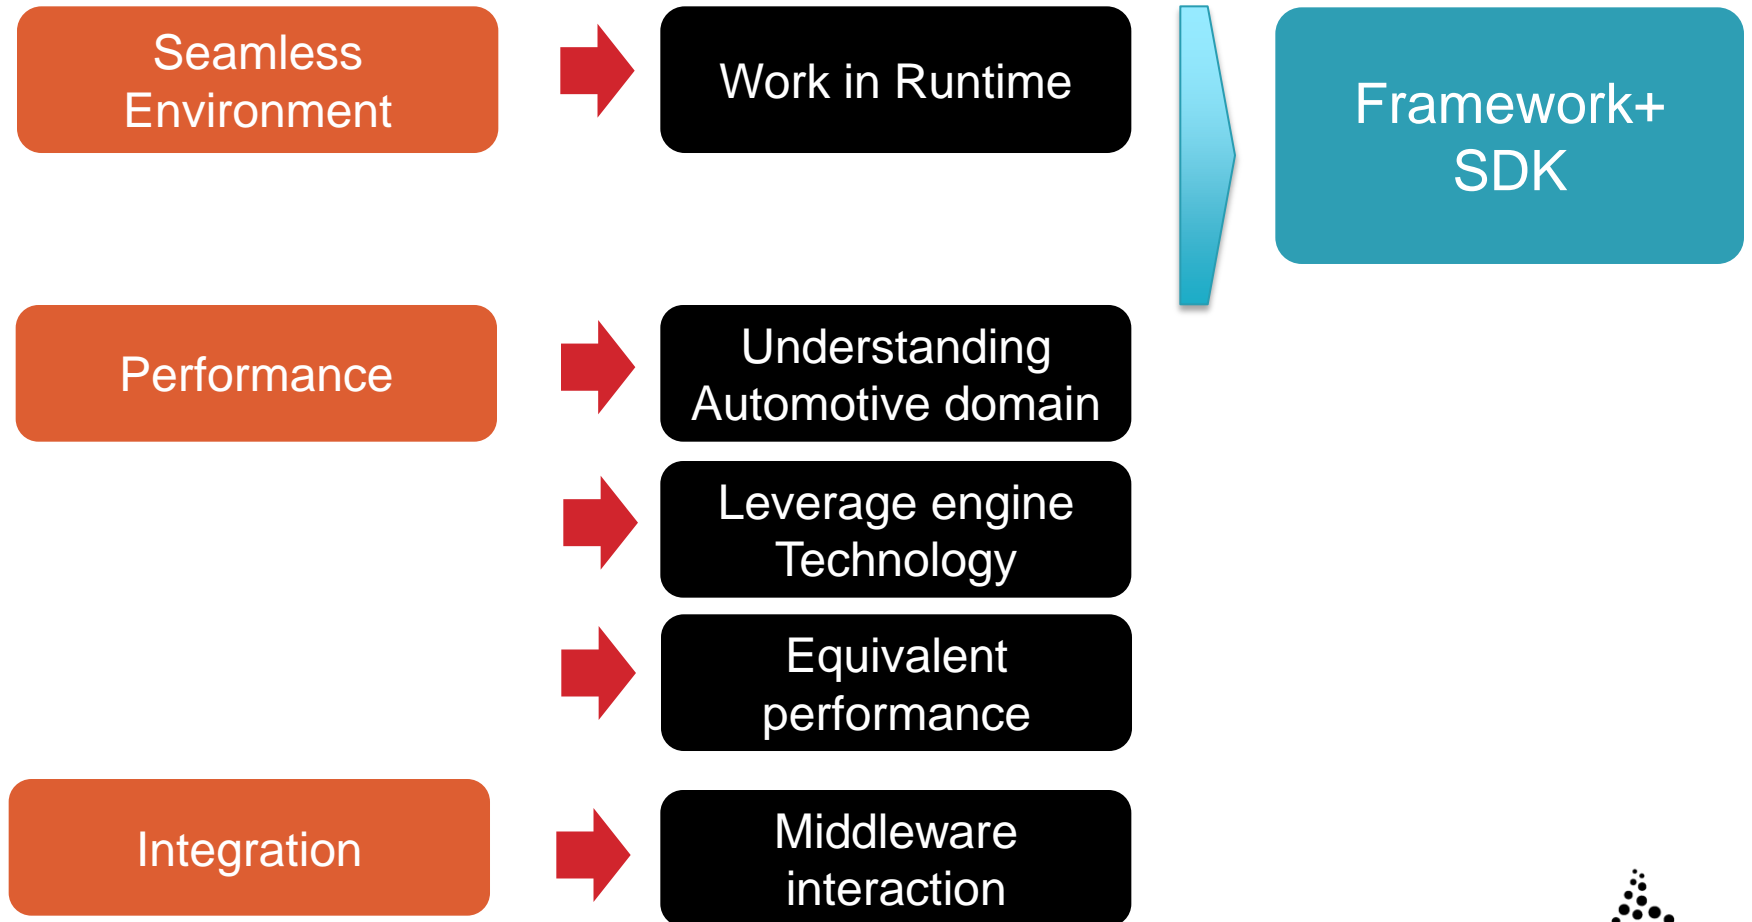 Seamless
Environment
Work in Runtime
Framework+
SDK
Performance
Understanding
Automotive domain
Leverage engine
Technology
Equivalent
performance
Integration
Middleware
interaction